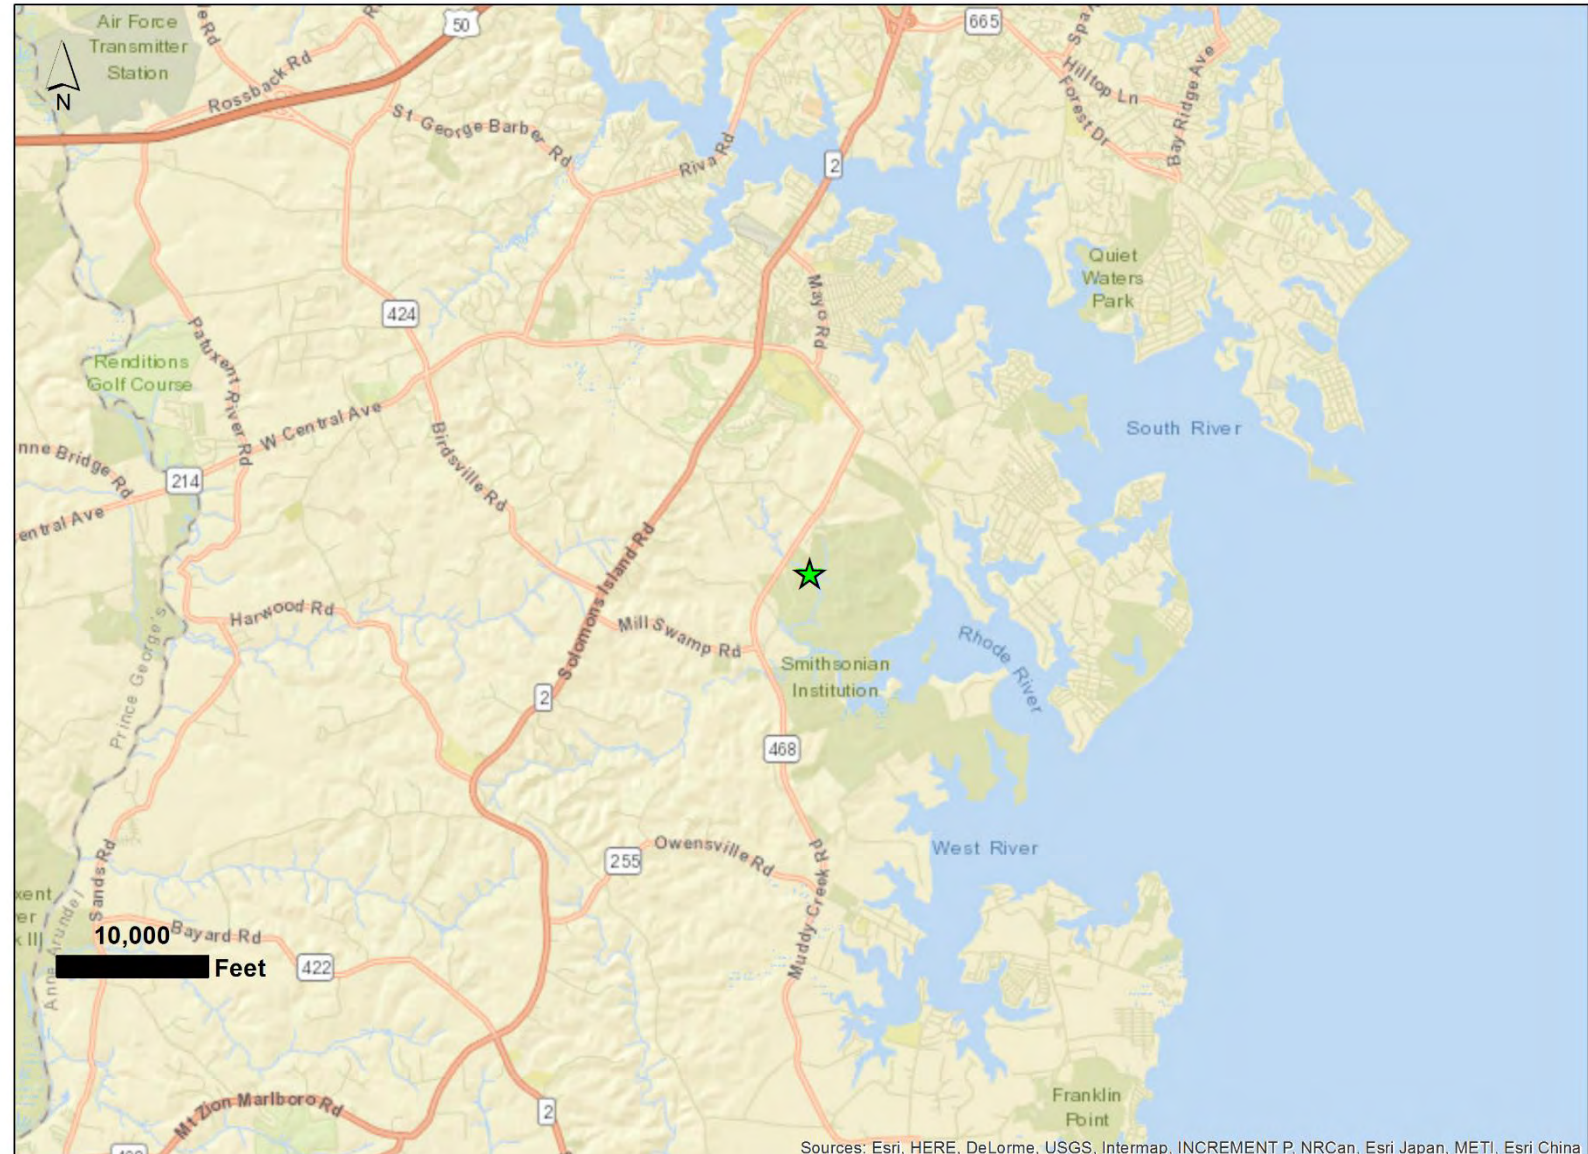 Air Force
Transmitter
Station
N
50
665
Rossback Rd
St George Barber Rd
Riva Rd
Hilltop Ln
Forest Dr
Bay Ridge Ave
2
Quiet
Waters
Park
Mayo Rd
424
Renditions
Golf Course
Patuxent River Rd
W Central Ave
Birdsville Rd
South River
nne Bridge Rd
214
entral Ave
Solomons Island Rd
Harwood Rd
Mill Swamp Rd
Rhode River
Smithsonian
Institution
Prince George's
2
468
Owensville Rd
255
West River
Muddy Creek Rd
Sands Rd
xent
er
k III
Anne Arundel
Bayard Rd
10,000
Feet
422
Mt Zion Marlboro Rd
2
Franklin
Point
Sources: Esri, HERE, DeLorme, USGS, Intermap, INCREMENT P, NRCan, Esri Japan, METI, Esri China